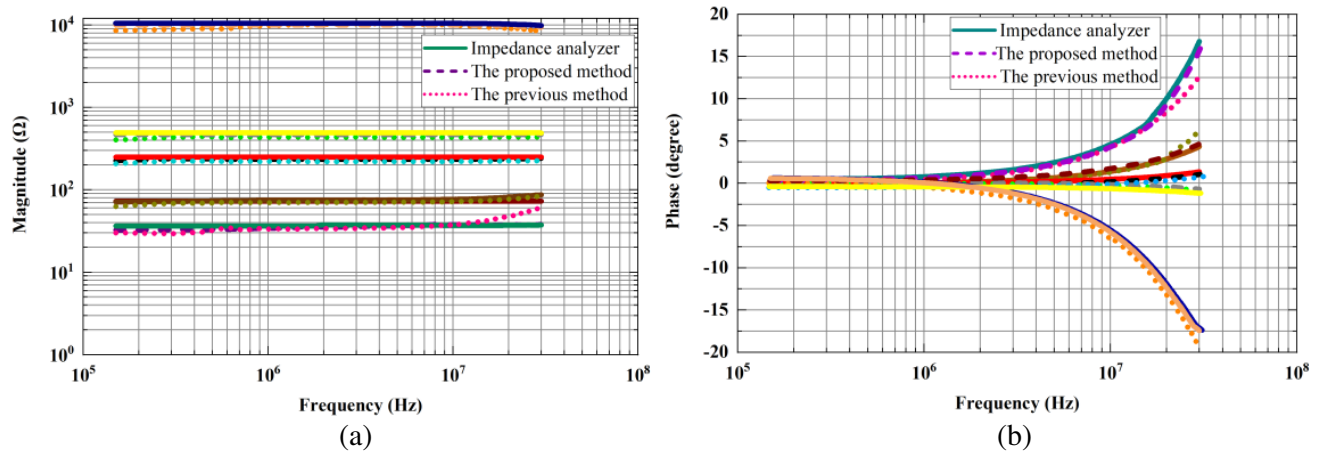 10⁴
10³
10²
10¹
10⁰
Magnitude (Ω)
Impedance analyzer
The proposed method
The previous method
10⁵
10⁶
10⁷
10⁸
Frequency (Hz)
(a)
20
15
10
5
0
-5
-10
-15
-20
Phase (degree)
Impedance analyzer
The proposed method
The previous method
10⁵
10⁶
10⁷
10⁸
Frequency (Hz)
(b)